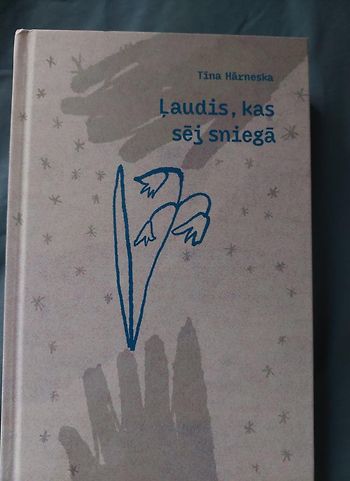 Tīna Hārneska
Ļaudis, kas
sēj sniegā